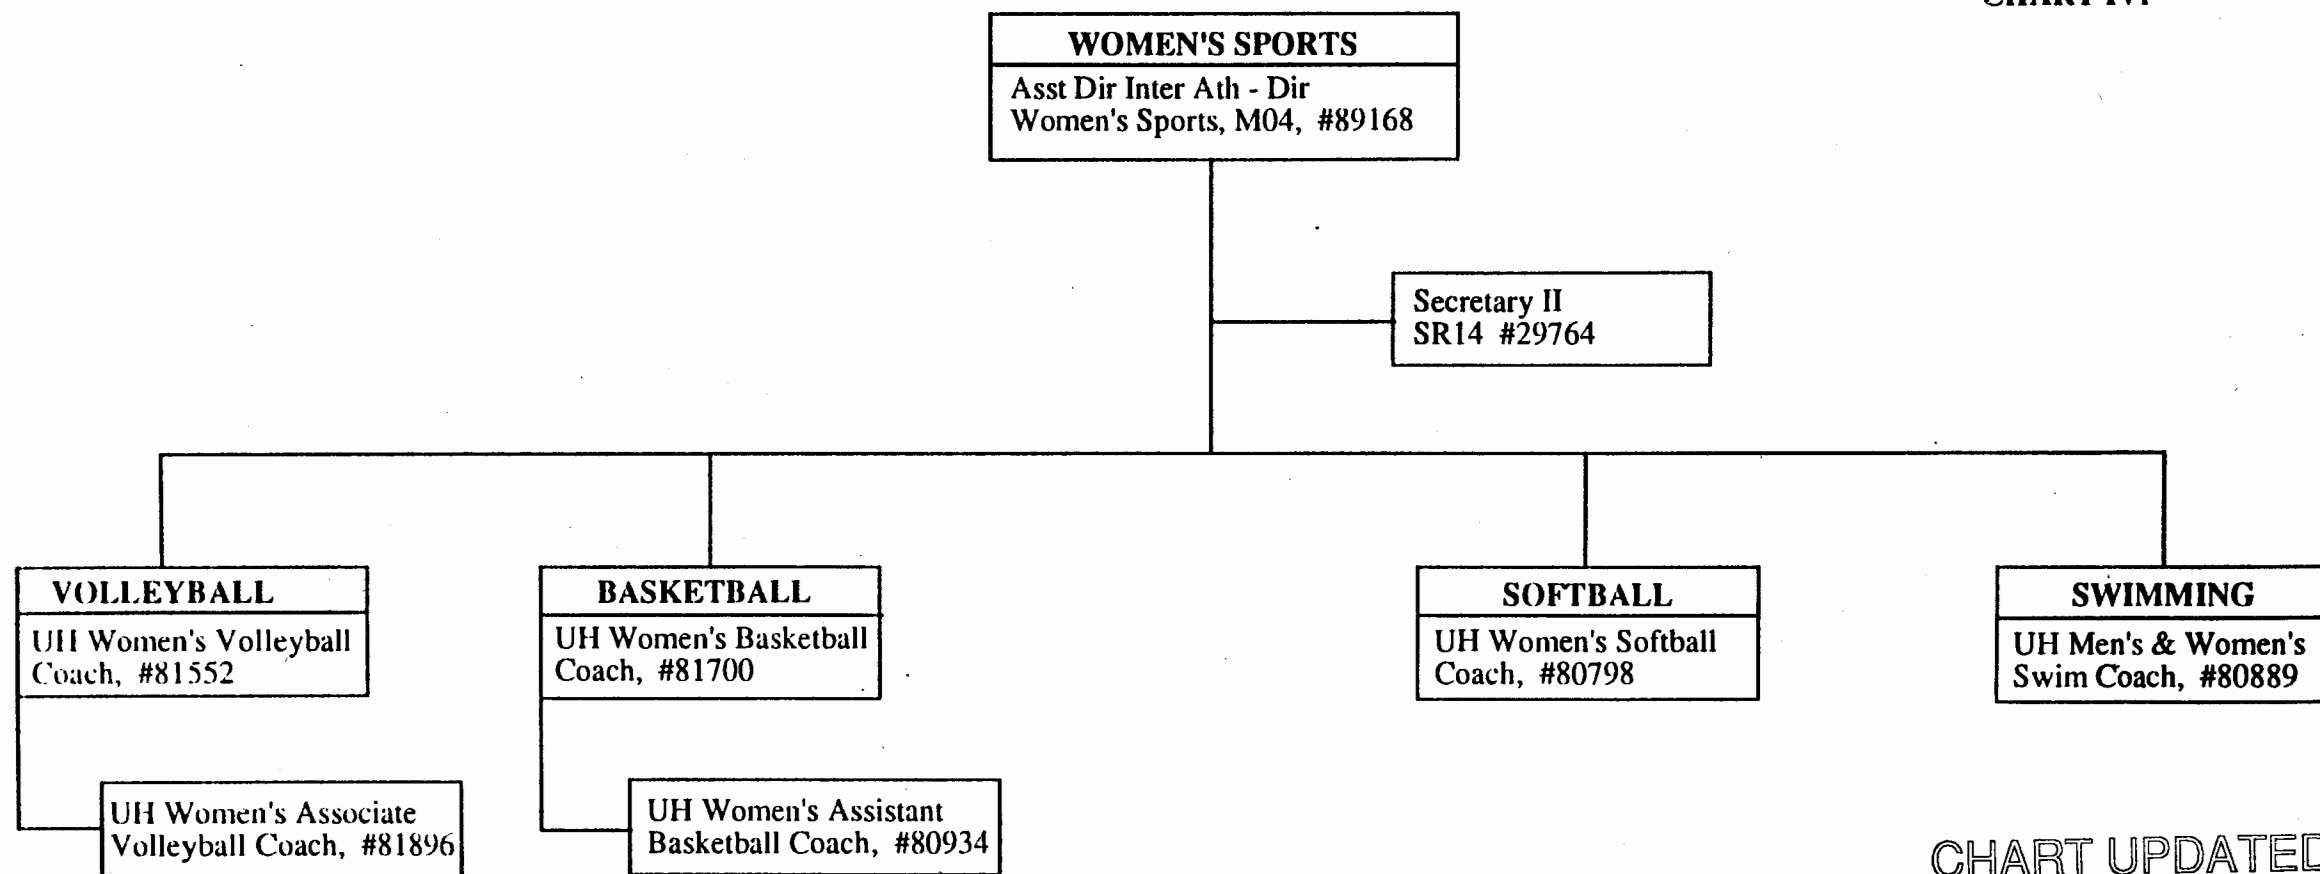 CHART IV.
WOMEN'S SPORTS
Asst Dir Inter Ath - Dir
Women's Sports, M04, #89168
Secretary II
SR14 #29764
VOLLEYBALL
UH Women's Volleyball
Coach, #81552
BASKETBALL
UH Women's Basketball
Coach, #81700
SOFTBALL
UH Women's Softball
Coach, #80798
SWIMMING
UH Men's & Women's
Swim Coach, #80889
UH Women's Associate
Volleyball Coach, #81896
UH Women's Assistant
Basketball Coach, #80934
CHART UPDATED